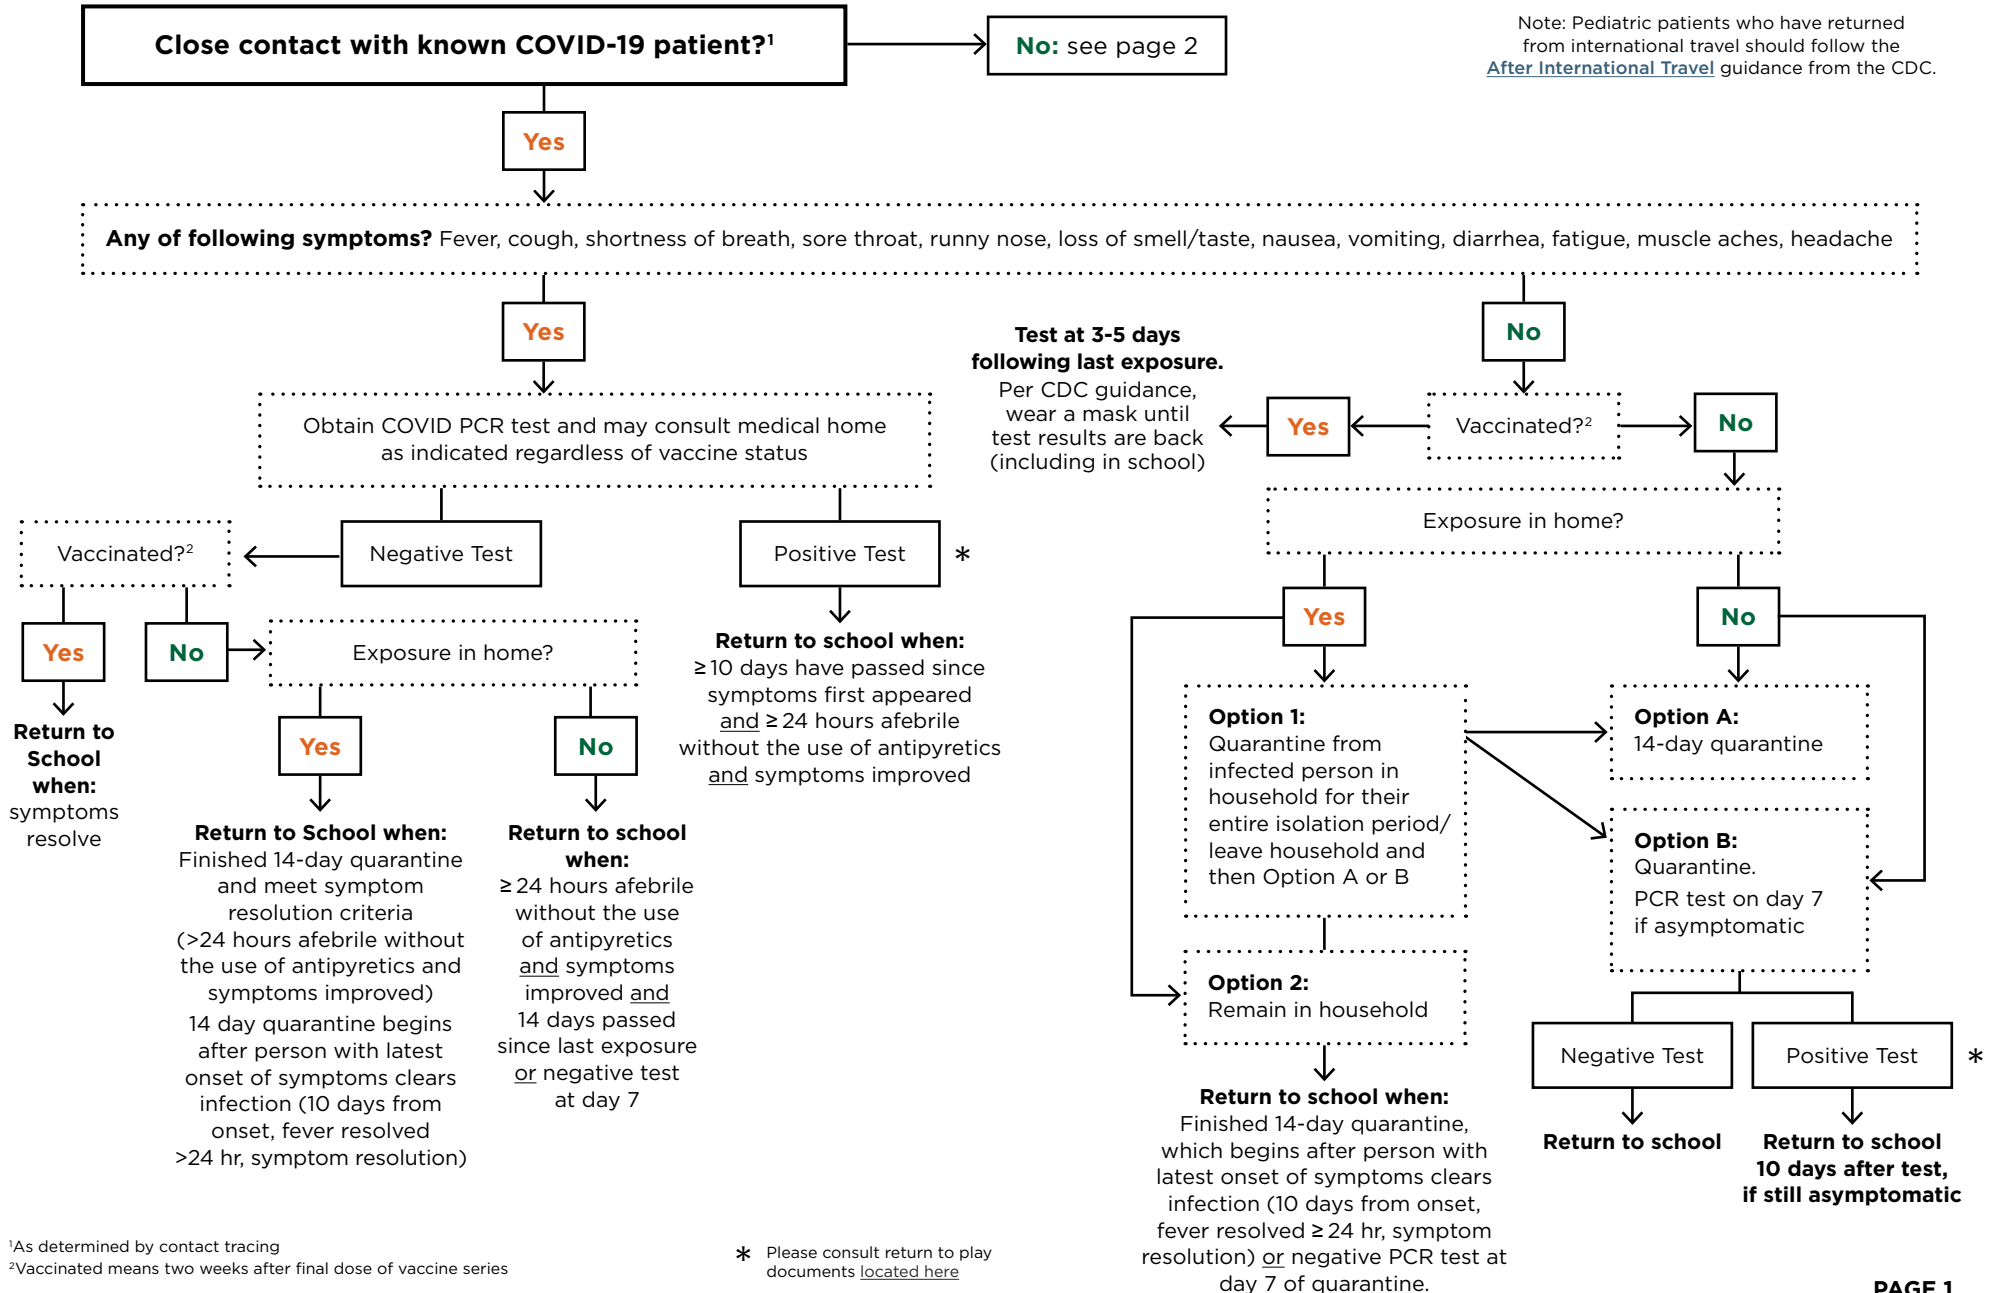 Close contact with known COVID-19 patient?¹
No: see page 2
Note: Pediatric patients who have returned
from international travel should follow the
After International Travel guidance from the CDC.
Yes
Any of following symptoms? Fever, cough, shortness of breath, sore throat, runny nose, loss of smell/taste, nausea, vomiting, diarrhea, fatigue, muscle aches, headache
Yes
No
Obtain COVID PCR test and may consult medical home
as indicated regardless of vaccine status
Negative Test
Positive Test
*
Vaccinated?²
Yes
No
Return to
School
when:
symptoms
resolve
Exposure in home?
Yes
No
Return to School when:
Finished 14-day quarantine
and meet symptom
resolution criteria
(>24 hours afebrile without
the use of antipyretics and
symptoms improved)
14 day quarantine begins
after person with latest
onset of symptoms clears
infection (10 days from
onset, fever resolved
>24 hr, symptom resolution)
Return to school
when:
≥ 24 hours afebrile
without the use
of antipyretics
and symptoms
improved and
14 days passed
since last exposure
or negative test
at day 7
Return to school when:
≥ 10 days have passed since
symptoms first appeared
and ≥ 24 hours afebrile
without the use of antipyretics
and symptoms improved
Vaccinated?²
Yes
No
Test at 3-5 days
following last exposure.
Per CDC guidance,
wear a mask until
test results are back
(including in school)
Exposure in home?
Yes
No
Option 1:
Quarantine from
infected person in
household for their
entire isolation period/
leave household and
then Option A or B
Option 2:
Remain in household
Return to school when:
Finished 14-day quarantine,
which begins after person with
latest onset of symptoms clears
infection (10 days from onset,
fever resolved ≥ 24 hr, symptom
resolution) or negative PCR test at
day 7 of quarantine.
Option A:
14-day quarantine
Option B:
Quarantine.
PCR test on day 7
if asymptomatic
Negative Test
Positive Test
*
Return to school
Return to school
10 days after test,
if still asymptomatic
¹As determined by contact tracing
²Vaccinated means two weeks after final dose of vaccine series
* Please consult return to play
documents located here
PAGE 1